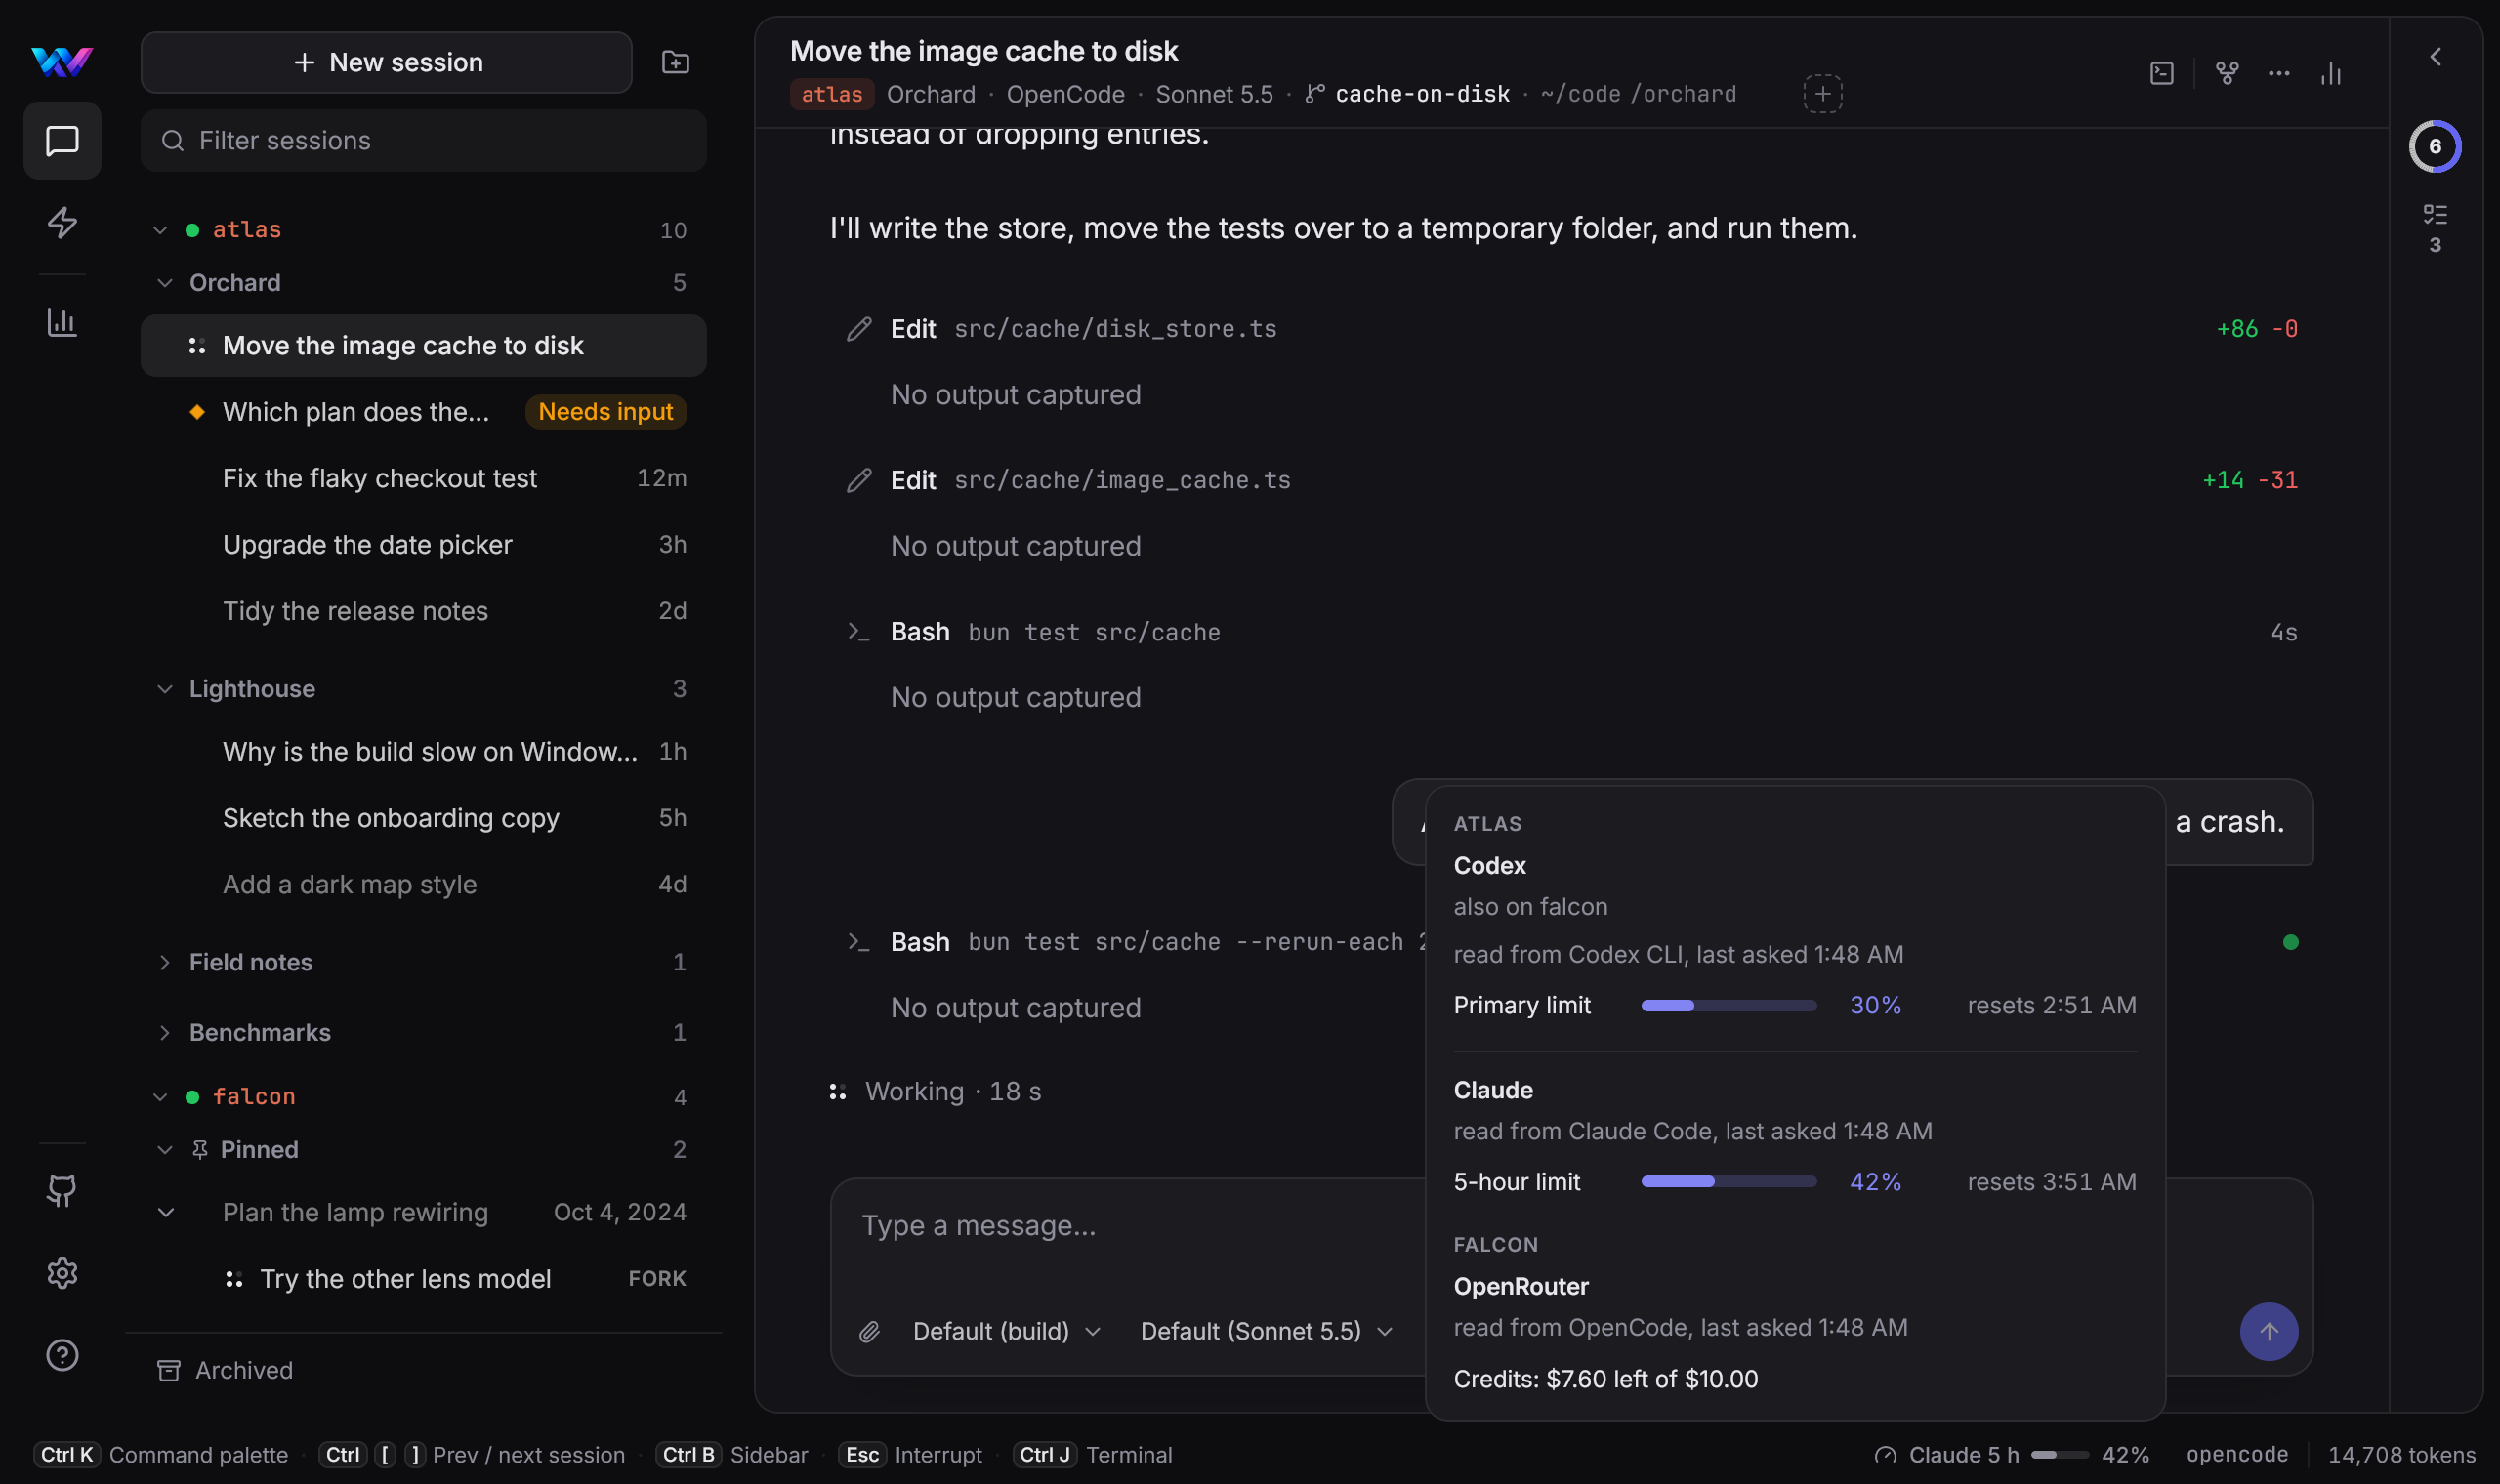 New session
Filter sessions
atlas 10
Orchard 5
Move the image cache to disk
Which plan does the... Needs input
Fix the flaky checkout test 12m
Upgrade the date picker 3h
Tidy the release notes 2d
Lighthouse 3
Why is the build slow on Window... 1h
Sketch the onboarding copy 5h
Add a dark map style 4d
Field notes 1
Benchmarks 1
falcon 4
Pinned 2
Plan the lamp rewiring Oct 4, 2024
Try the other lens model FORK
Archived
Move the image cache to disk
atlas Orchard · OpenCode · Sonnet 5.5 · cache-on-disk · ~/code /orchard
instead of dropping entries.
I'll write the store, move the tests over to a temporary folder, and run them.
Edit src/cache/disk_store.ts +86 -0
No output captured
Edit src/cache/image_cache.ts +14 -31
No output captured
Bash bun test src/cache 4s
No output captured
a crash.
Bash bun test src/cache --rerun-each
No output captured
Working · 18 s
Type a message...
Default (build) Default (Sonnet 5.5)
ATLAS
Codex
also on falcon
read from Codex CLI, last asked 1:48 AM
Primary limit 30% resets 2:51 AM
Claude
read from Claude Code, last asked 1:48 AM
5-hour limit 42% resets 3:51 AM
FALCON
OpenRouter
read from OpenCode, last asked 1:48 AM
Credits: $7.60 left of $10.00
6
3
Ctrl K Command palette · Ctrl [ ] Prev / next session · Ctrl B Sidebar · Esc Interrupt · Ctrl J Terminal
Claude 5 h 42% opencode 14,708 tokens